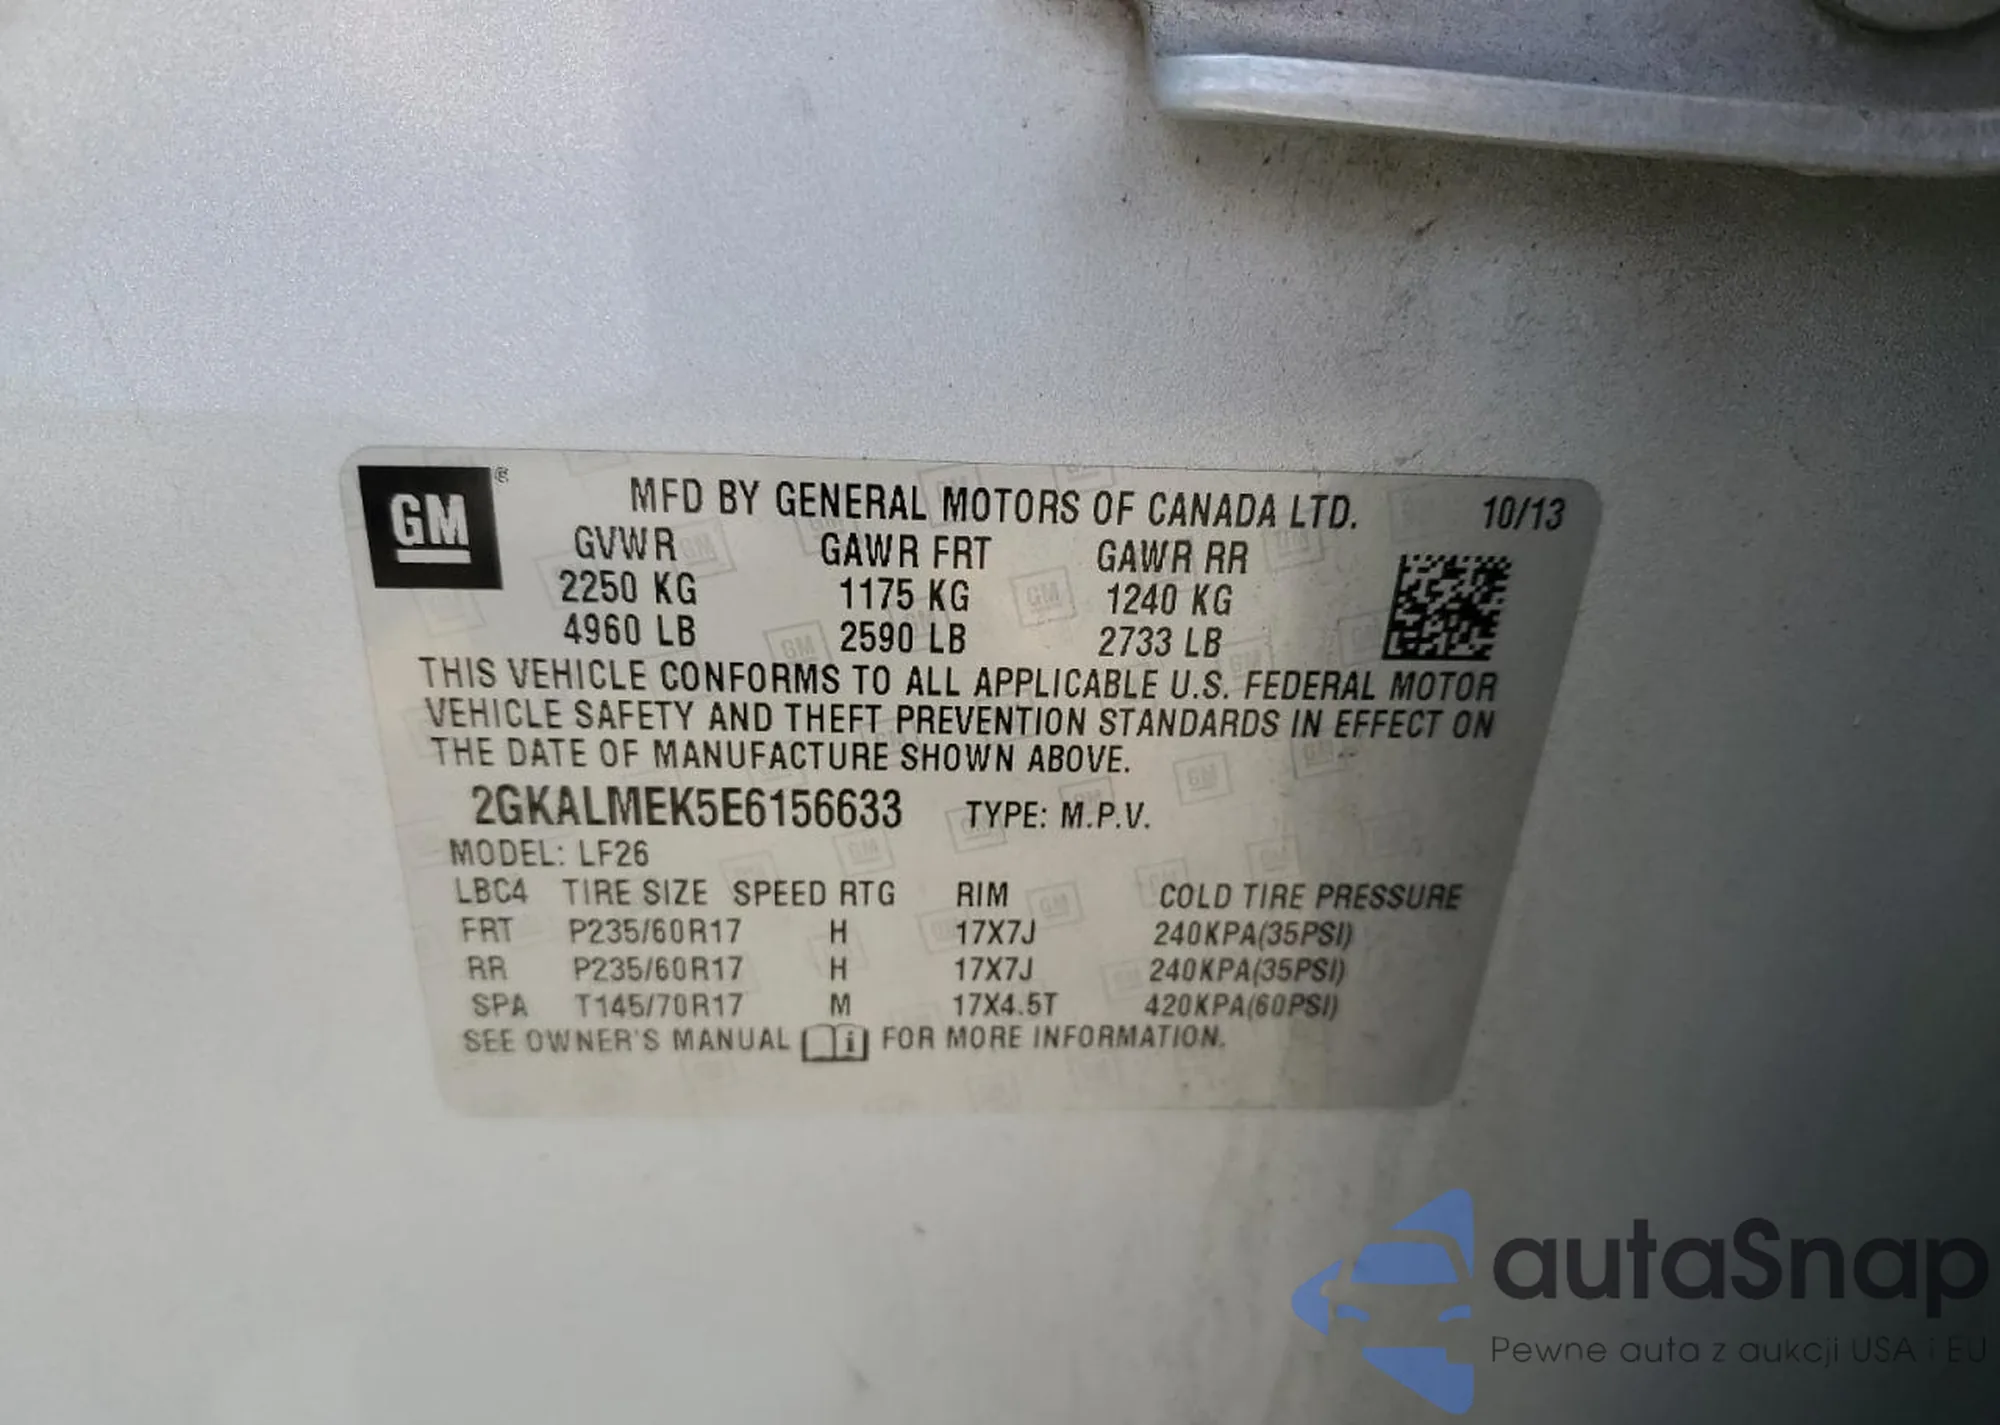 GM ®
MFD BY GENERAL MOTORS OF CANADA LTD. 10/13
GVWR GAWR FRT GAWR RR
2250 KG 1175 KG 1240 KG
4960 LB 2590 LB 2733 LB
THIS VEHICLE CONFORMS TO ALL APPLICABLE U.S. FEDERAL MOTOR
VEHICLE SAFETY AND THEFT PREVENTION STANDARDS IN EFFECT ON
THE DATE OF MANUFACTURE SHOWN ABOVE.
2GKALMEK5E6156633 TYPE: M.P.V.
MODEL: LF26
LBC4 TIRE SIZE SPEED RTG RIM COLD TIRE PRESSURE
FRT P235/60R17 H 17X7J 240KPA(35PSI)
RR P235/60R17 H 17X7J 240KPA(35PSI)
SPA T145/70R17 M 17X4.5T 420KPA(60PSI)
SEE OWNER'S MANUAL i FOR MORE INFORMATION.
autaSnap
Pewne auta z aukcji USA i EU